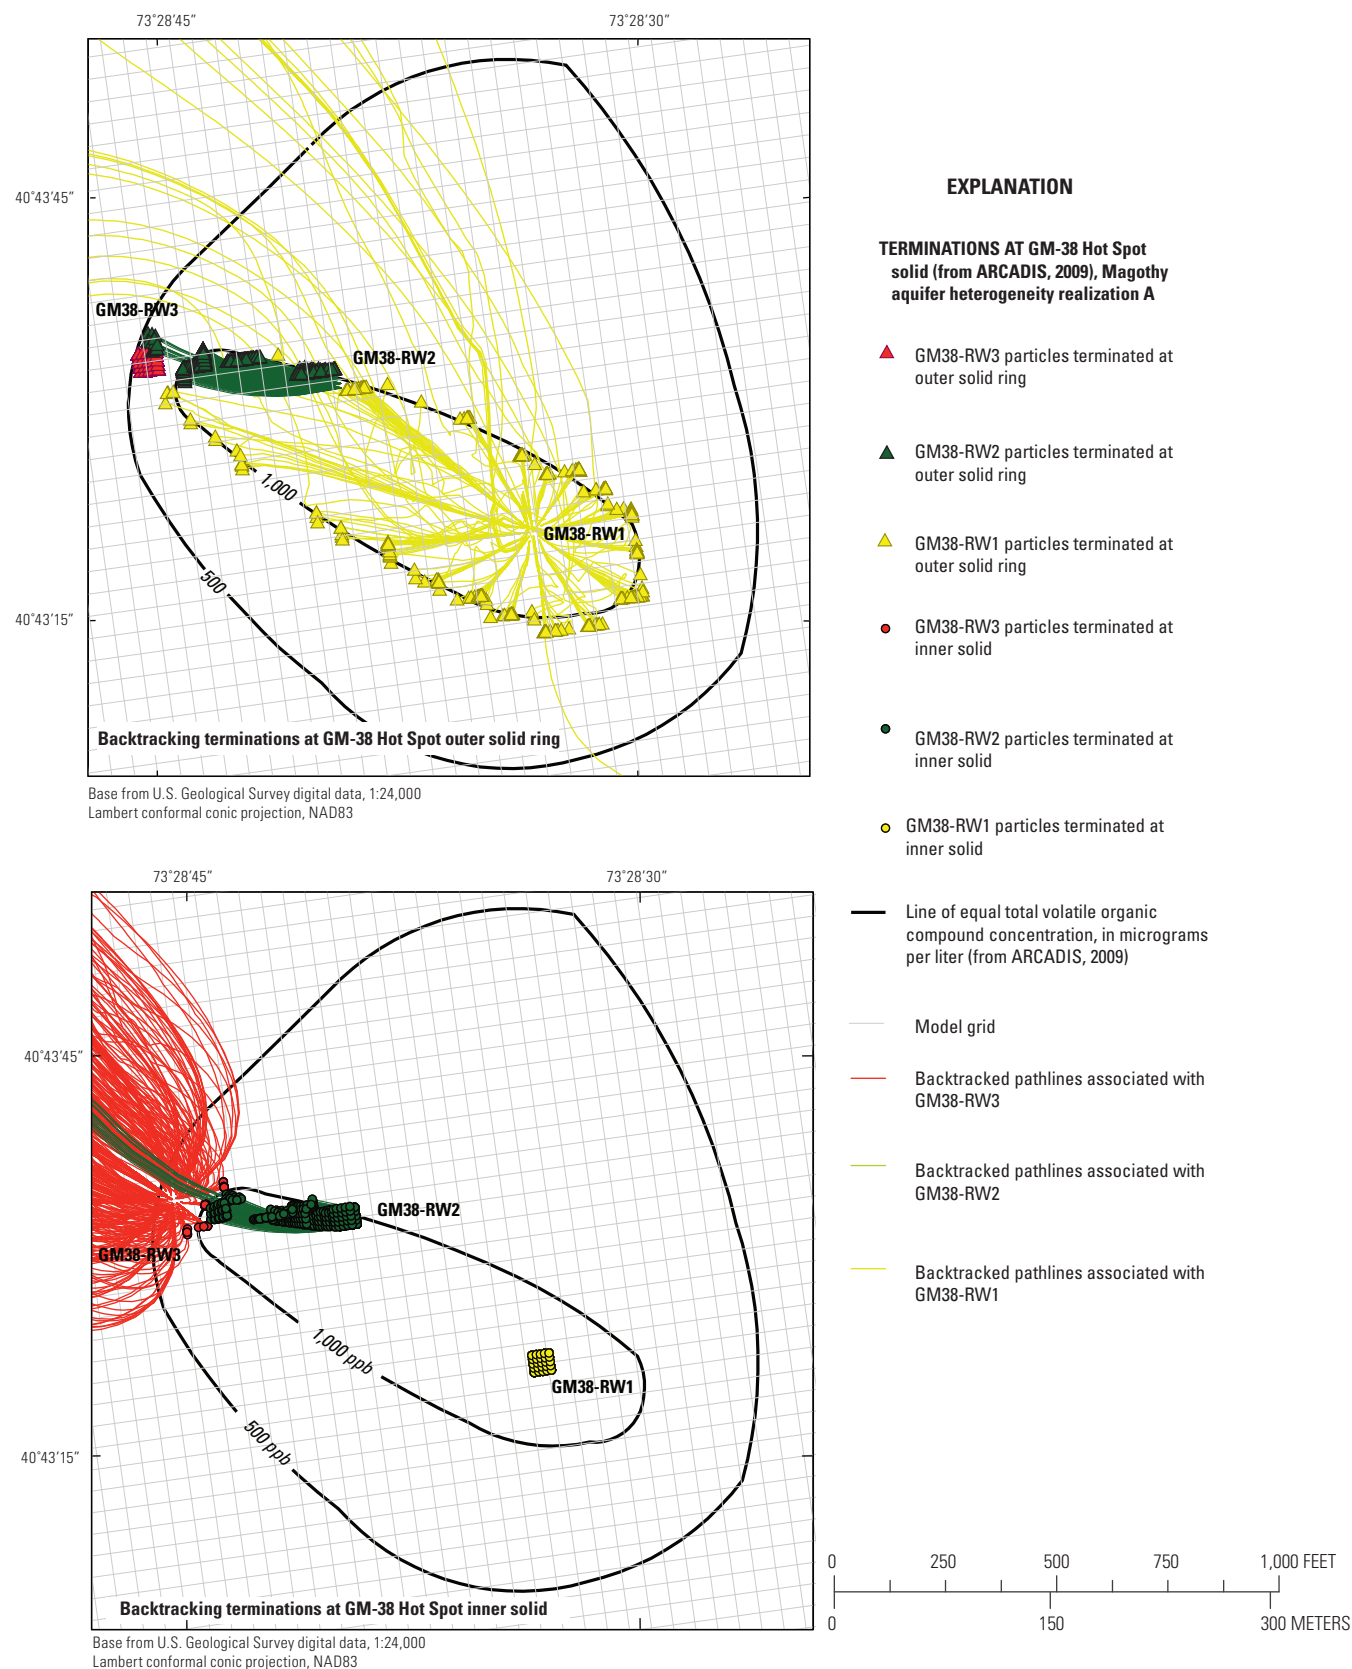 73°28′45″
73°28′30″
40°43′45″
GM38-RW3
GM38-RW2
1,000
GM38-RW1
500
40°43′15″
Backtracking terminations at GM-38 Hot Spot outer solid ring
Base from U.S. Geological Survey digital data, 1:24,000
Lambert conformal conic projection, NAD83
73°28′45″
73°28′30″
40°43′45″
GM38-RW2
GM38-RW3
1,000 ppb
GM38-RW1
500 ppb
40°43′15″
Backtracking terminations at GM-38 Hot Spot inner solid
Base from U.S. Geological Survey digital data, 1:24,000
Lambert conformal conic projection, NAD83
EXPLANATION
TERMINATIONS AT GM-38 Hot Spot
solid (from ARCADIS, 2009), Magothy
aquifer heterogeneity realization A
GM38-RW3 particles terminated at
outer solid ring
GM38-RW2 particles terminated at
outer solid ring
GM38-RW1 particles terminated at
outer solid ring
GM38-RW3 particles terminated at
inner solid
GM38-RW2 particles terminated at
inner solid
GM38-RW1 particles terminated at
inner solid
Line of equal total volatile organic
compound concentration, in micrograms
per liter (from ARCADIS, 2009)
Model grid
Backtracked pathlines associated with
GM38-RW3
Backtracked pathlines associated with
GM38-RW2
Backtracked pathlines associated with
GM38-RW1
0 250 500 750 1,000 FEET
0 150 300 METERS